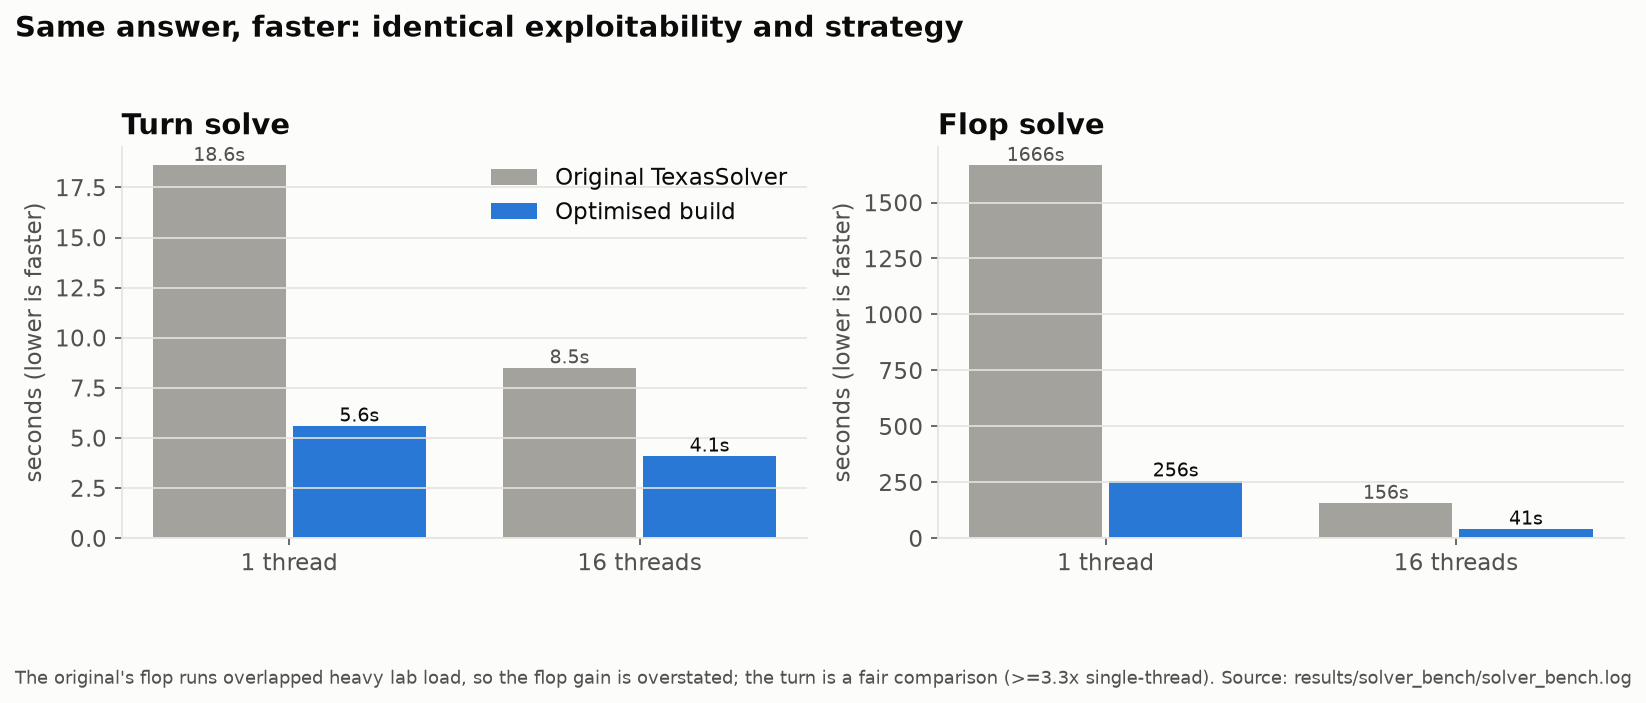 Same answer, faster: identical exploitability and strategy
Turn solve
seconds (lower is faster)
17.5
15.0
12.5
10.0
7.5
5.0
2.5
0.0
18.6s
5.6s
8.5s
4.1s
Original TexasSolver
Optimised build
1 thread
16 threads
Flop solve
seconds (lower is faster)
1500
1250
1000
750
500
250
0
1666s
256s
156s
41s
1 thread
16 threads
The original's flop runs overlapped heavy lab load, so the flop gain is overstated; the turn is a fair comparison (>=3.3x single-thread). Source: results/solver_bench/solver_bench.log